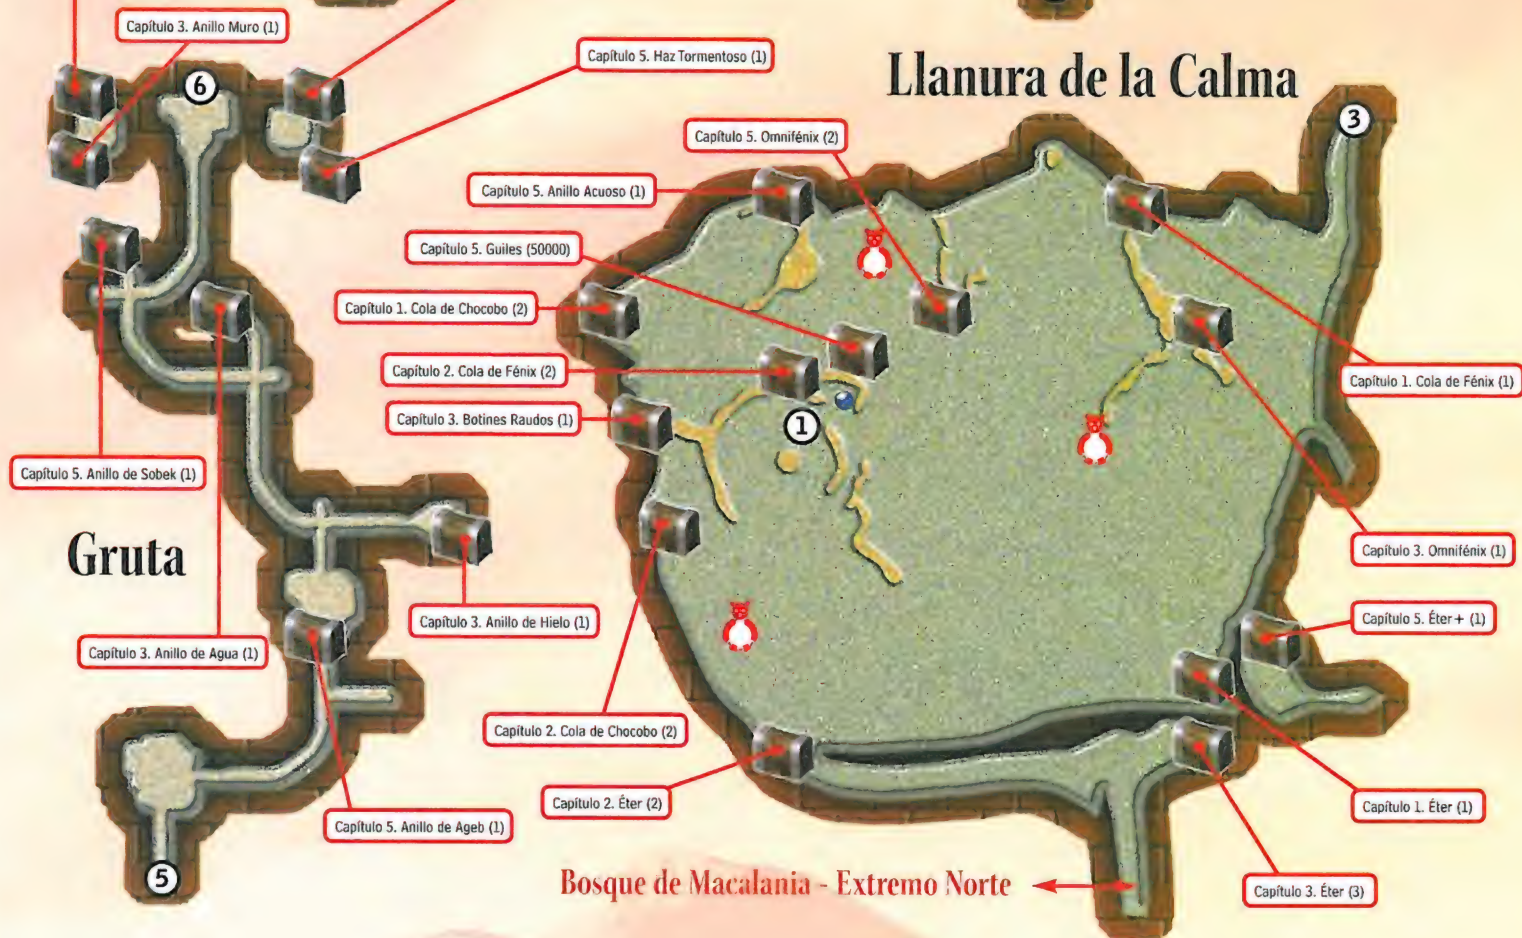 Capítulo 3. Anillo Muro (1)
Capítulo 5. Haz Tormentoso (1)
Llanura de la Calma
6
3
Capítulo 5. Omnifénix (2)
Capítulo 5. Anillo Acuoso (1)
Capítulo 5. Guiles (50000)
Capítulo 1. Cola de Chocobo (2)
Capítulo 2. Cola de Fénix (2)
Capítulo 1. Cola de Fénix (1)
Capítulo 3. Botines Raudos (1)
1
Capítulo 5. Anillo de Sobek (1)
Gruta
Capítulo 3. Omnifénix (1)
Capítulo 3. Anillo de Hielo (1)
Capítulo 5. Éter+ (1)
Capítulo 3. Anillo de Agua (1)
Capítulo 2. Cola de Chocobo (2)
Capítulo 2. Éter (2)
Capítulo 1. Éter (1)
Capítulo 5. Anillo de Ageb (1)
5
Bosque de Macalania - Extremo Norte
Capítulo 3. Éter (3)